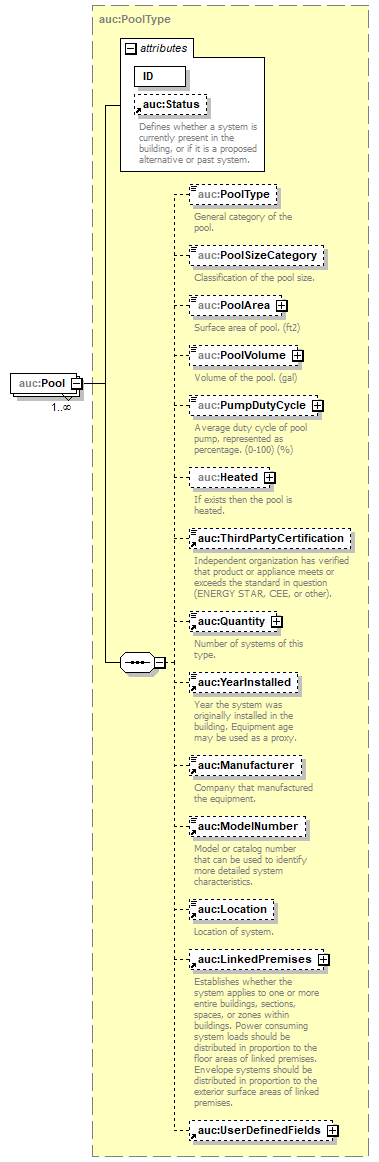 auc:PoolType
attributes
ID
auc:Status
Defines whether a system is
currently present in the
building, or if it is a proposed
alternative or past system.
auc:PoolType
General category of the
pool.
auc:PoolSizeCategory
Classification of the pool size.
auc:PoolArea
Surface area of pool. (ft2)
auc:PoolVolume
Volume of the pool. (gal)
auc:Pool
1..∞
auc:PumpDutyCycle
Average duty cycle of pool
pump, represented as
percentage. (0-100) (%)
auc:Heated
If exists then the pool is
heated.
auc:ThirdPartyCertification
Independent organization has verified
that product or appliance meets or
exceeds the standard in question
(ENERGY STAR, CEE, or other).
auc:Quantity
Number of systems of this
type.
auc:YearInstalled
Year the system was
originally installed in the
building. Equipment age
may be used as a proxy.
auc:Manufacturer
Company that manufactured
the equipment.
auc:ModelNumber
Model or catalog number
that can be used to identify
more detailed system
characteristics.
auc:Location
Location of system.
auc:LinkedPremises
Establishes whether the
system applies to one or more
entire buildings, sections,
spaces, or zones within
buildings. Power consuming
system loads should be
distributed in proportion to the
floor areas of linked premises.
Envelope systems should be
distributed in proportion to the
exterior surface areas of linked
premises.
auc:UserDefinedFields